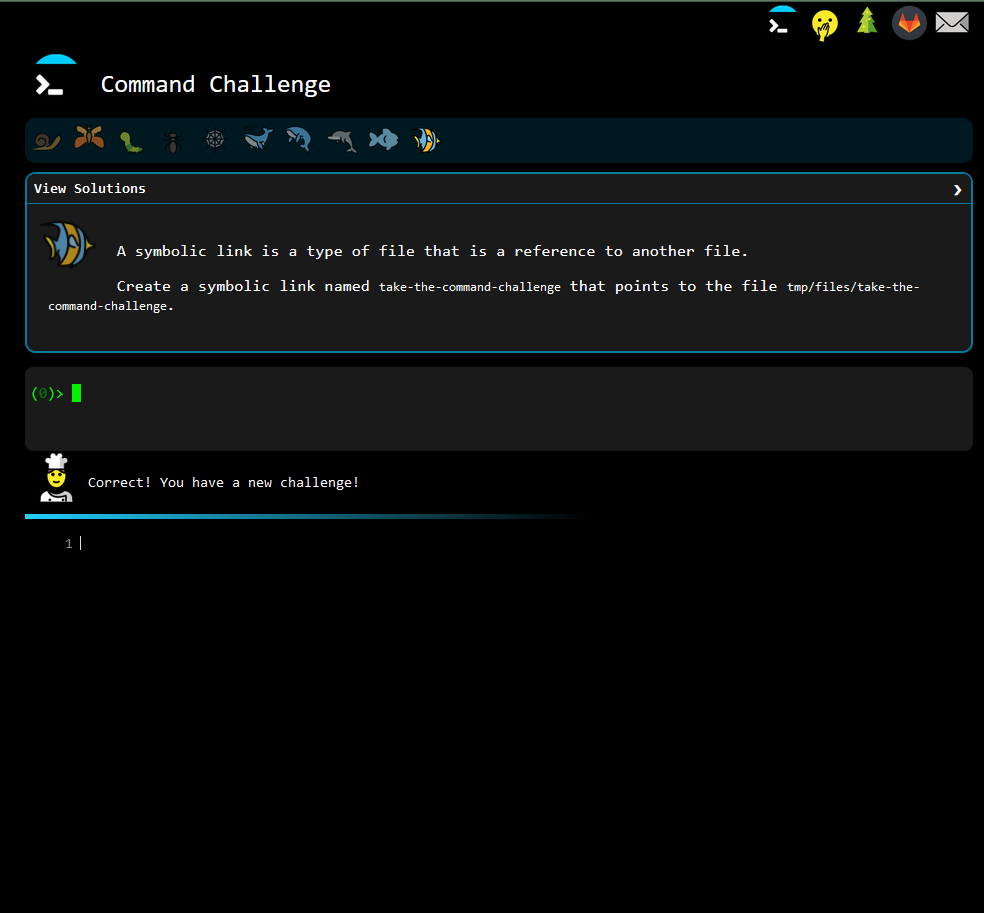 Command Challenge
View Solutions ❯
A symbolic link is a type of file that is a reference to another file.
Create a symbolic link named take-the-command-challenge that points to the file tmp/files/take-the-
command-challenge.
(0)>
Correct! You have a new challenge!
1